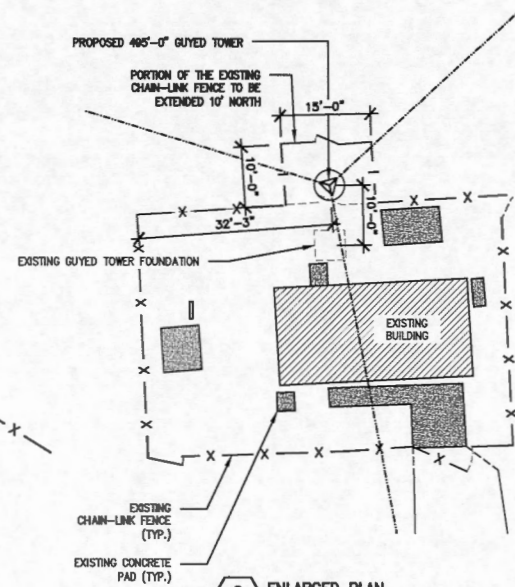 PROPOSED 495'-0" GUYED TOWER
PORTION OF THE EXISTING
CHAIN-LINK FENCE TO BE
EXTENDED 10' NORTH
15'-0"
10'-0"
10'-0"
32'-3"
EXISTING GUYED TOWER FOUNDATION
EXISTING
BUILDING
EXISTING
CHAIN-LINK FENCE
(TYP.)
EXISTING CONCRETE
PAD (TYP.)
ENLARGED PLAN